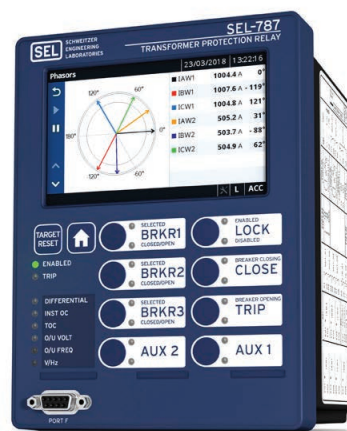 SEL-787
SEL SCHWEITZER ENGINEERING LABORATORIES
TRANSFORMER PROTECTION RELAY
Phasors
23/03/2018 13:22:16
120° 60°
180° 0°
-120° -60°
IAW1 1004.4 A 0°
IBW1 1007.6 A -119°
ICW1 1004.8 A 121°
IAW2 505.2 A 31°
IBW2 503.7 A -88°
ICW2 504.9 A 62°
L ACC
TARGET RESET
ENABLED
TRIP
DIFFERENTIAL
INST OC
TOC
O/U VOLT
O/U FREQ
V/Hz
SELECTED
BRKR1
CLOSED/OPEN
ENABLED
LOCK
DISABLED
SELECTED
BRKR2
CLOSED/OPEN
BREAKER CLOSING
CLOSE
SELECTED
BRKR3
CLOSED/OPEN
BREAKER OPENING
TRIP
AUX 2
AUX 1
PORT F